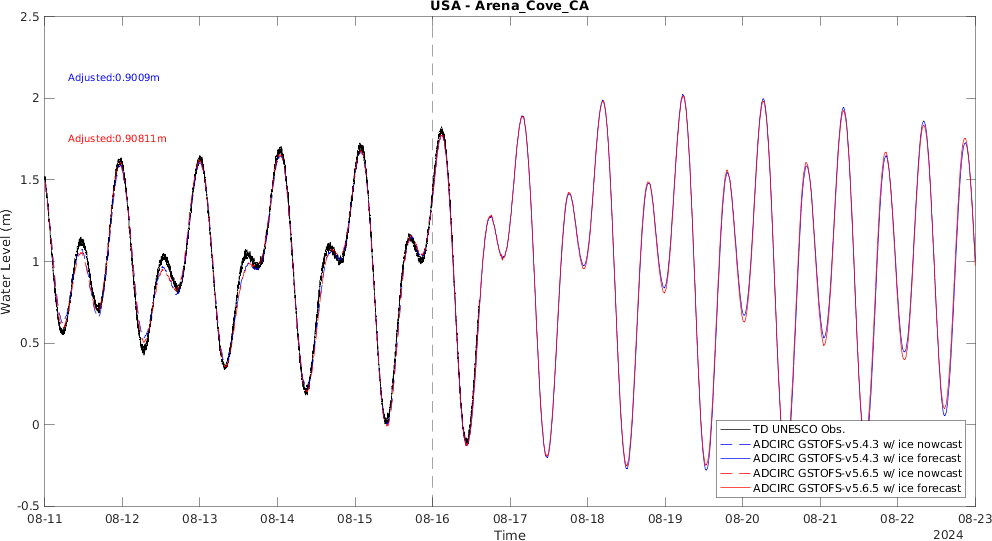 USA - Arena_Cove_CA
2.5
2
1.5
1
0.5
0
-0.5
Water Level (m)
Adjusted:0.9009m
Adjusted:0.90811m
TD UNESCO Obs.
ADCIRC GSTOFS-v5.4.3 w/ ice nowcast
ADCIRC GSTOFS-v5.4.3 w/ ice forecast
ADCIRC GSTOFS-v5.6.5 w/ ice nowcast
ADCIRC GSTOFS-v5.6.5 w/ ice forecast
08-11 08-12 08-13 08-14 08-15 08-16 08-17 08-18 08-19 08-20 08-21 08-22 08-23
Time
2024